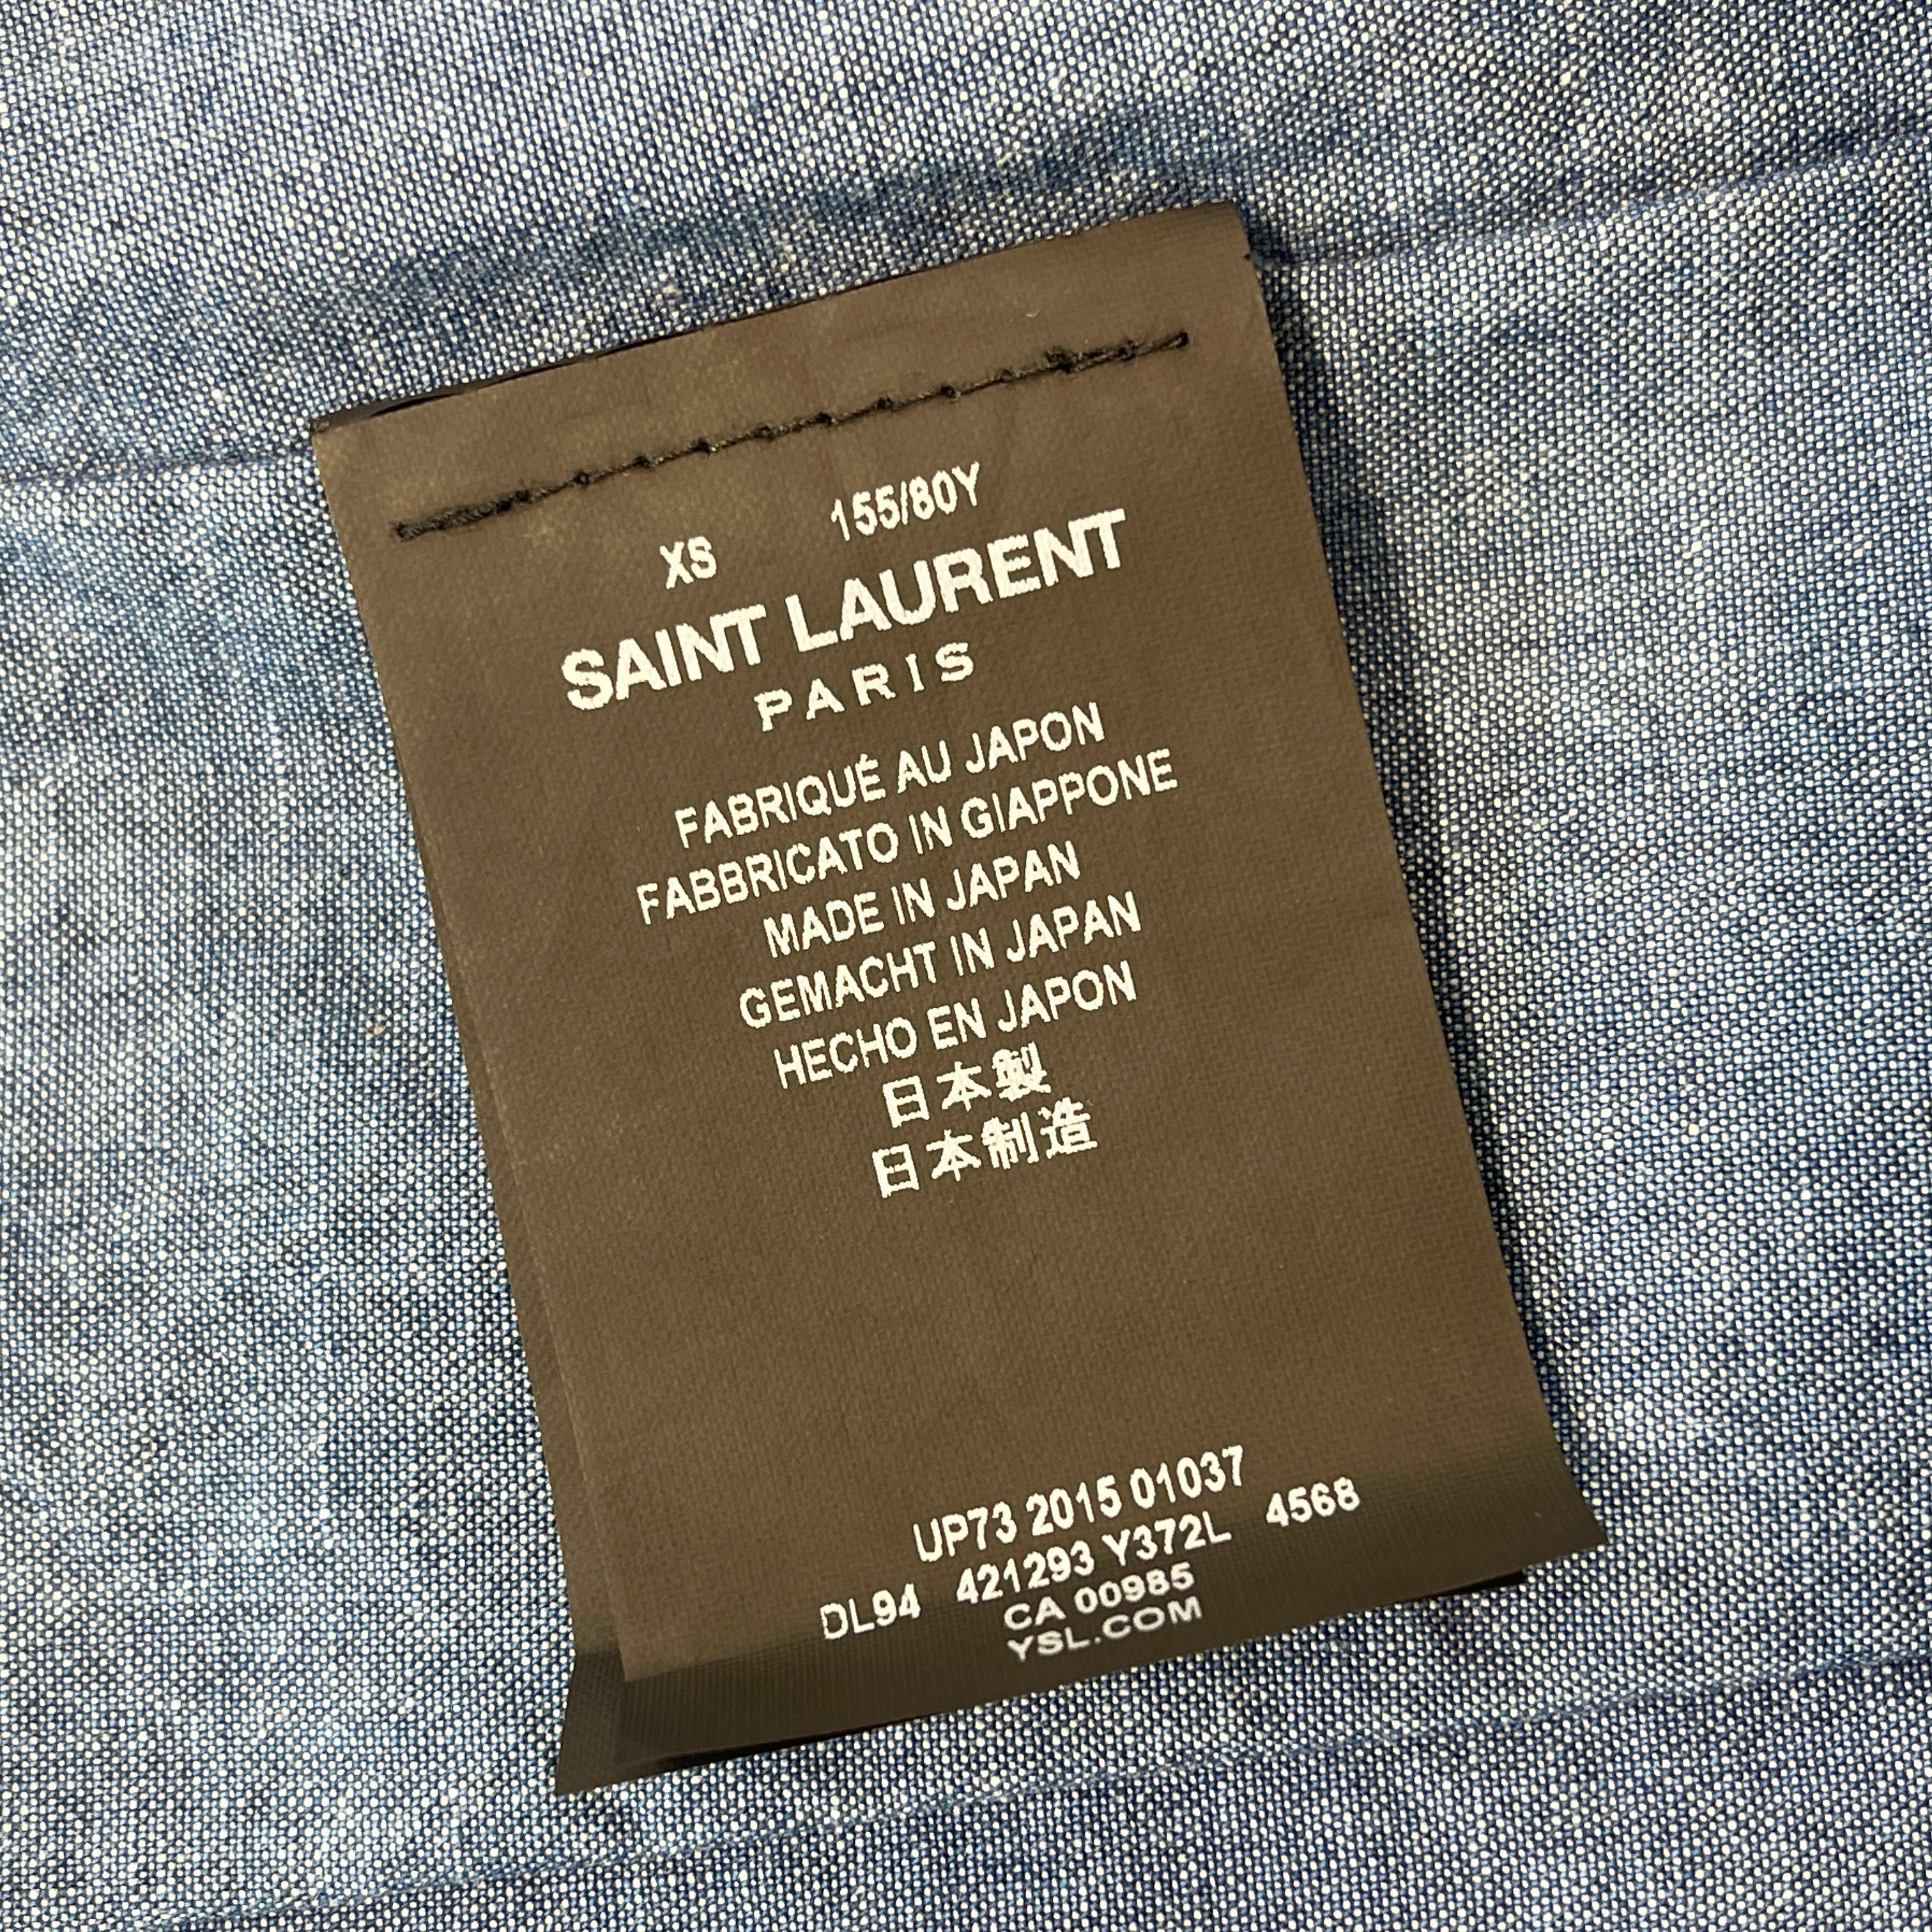 XS 155/80Y
SAINT LAURENT
PARIS
FABRIQUÉ AU JAPON
FABBRICATO IN GIAPPONE
MADE IN JAPAN
GEMACHT IN JAPAN
HECHO EN JAPON
日本製
日本制造
UP73 2015 01037
DL94 421293 Y372L 4568
CA 00985
YSL.COM